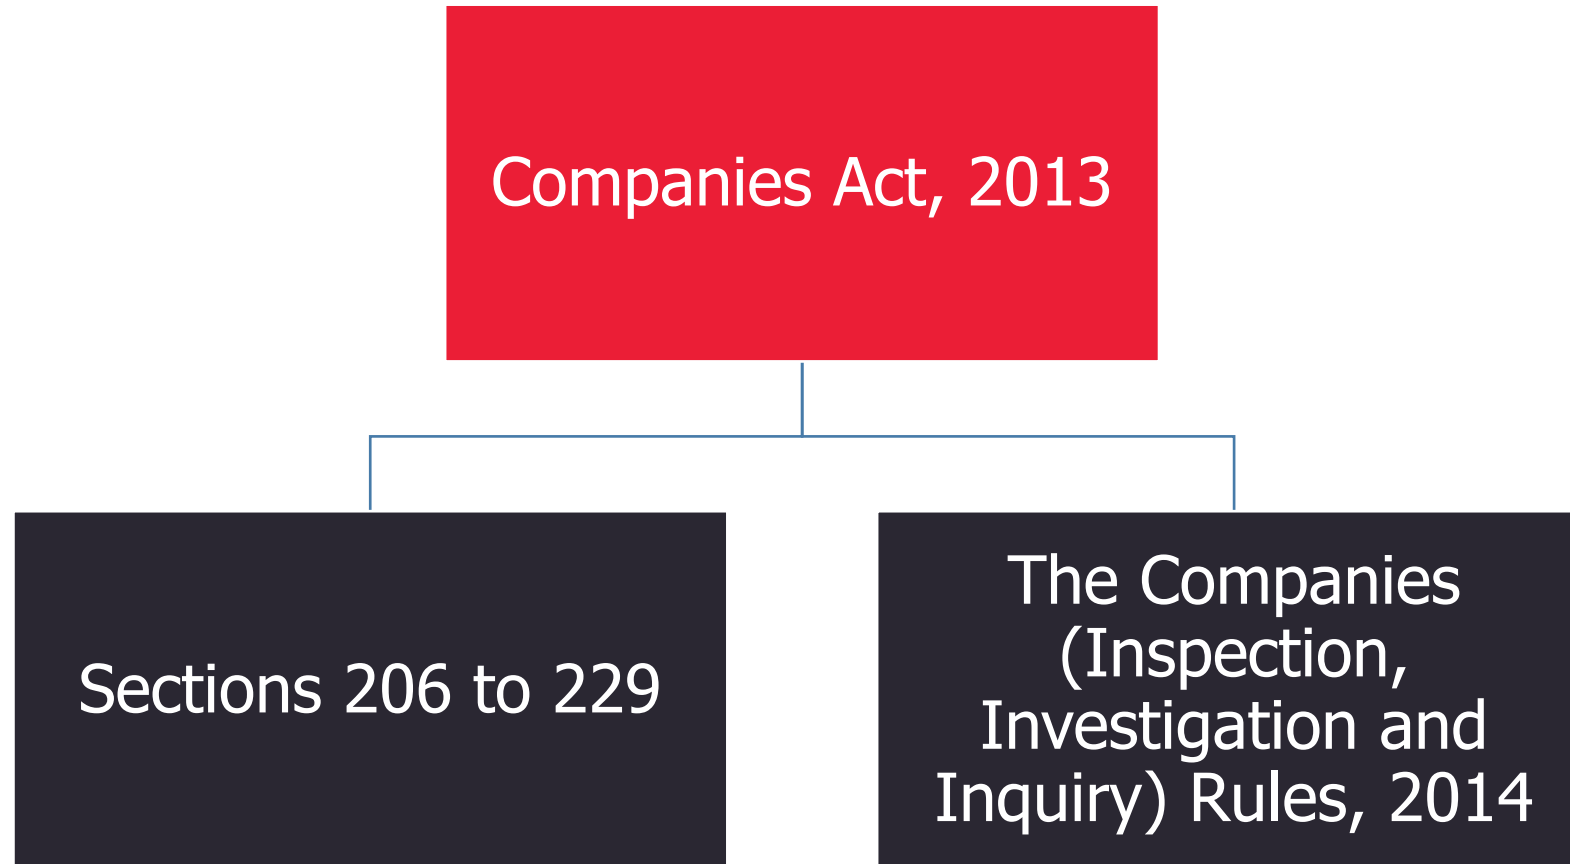 Companies Act, 2013
Sections 206 to 229
The Companies
(Inspection,
Investigation and
Inquiry) Rules, 2014